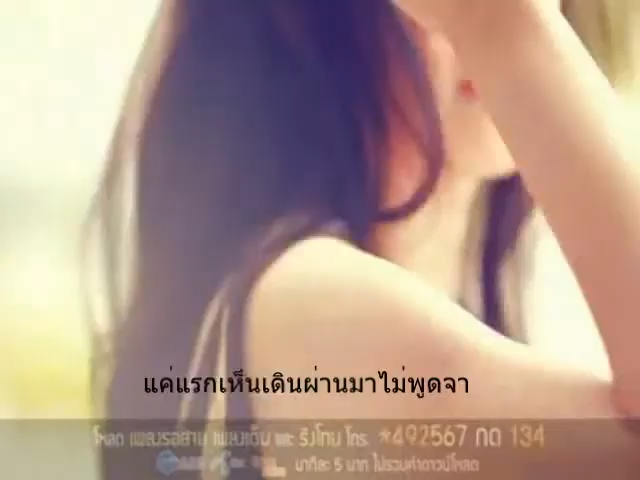 แค่แรกเห็นเดินผ่านมาไม่พูดจา
โหลด เพลงรอสาย เพลงเต็ม และ ริงโทน โทร. *492567 กด 134
นาทีละ 5 บาท ไม่รวมค่าดาวน์โหลด